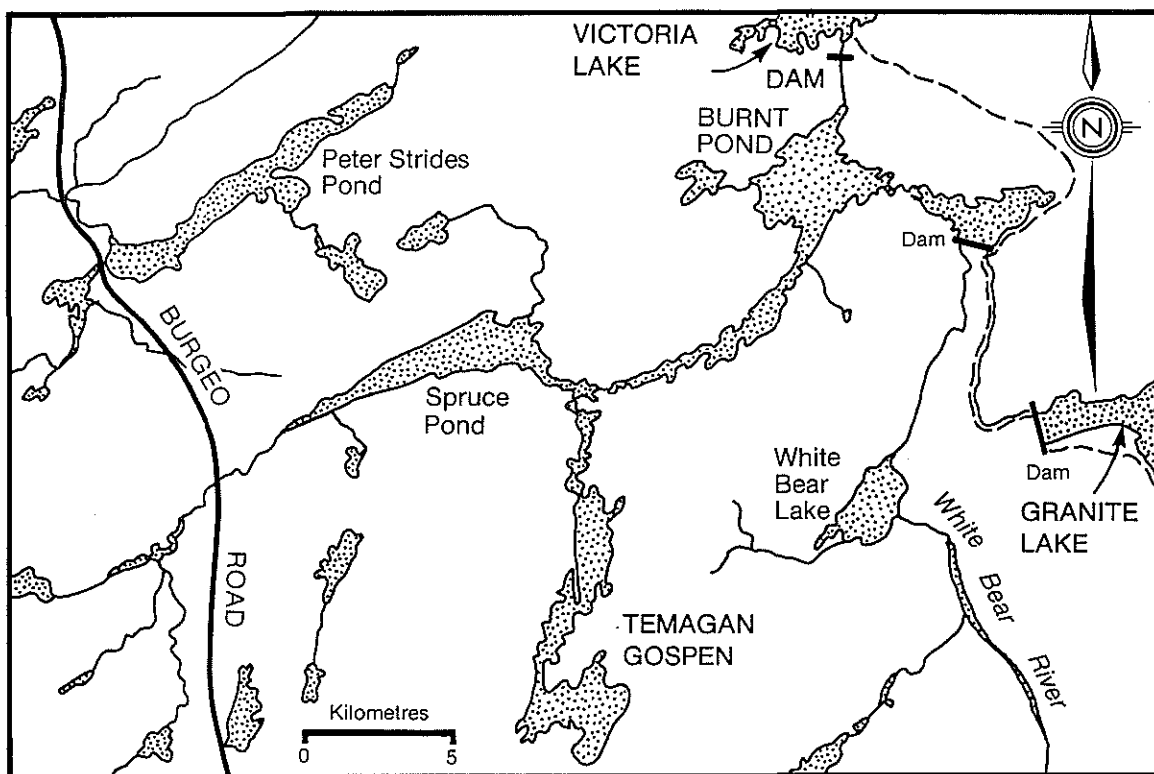 VICTORIA
LAKE
DAM
BURNT
POND
N
Peter Strides
Pond
Dam
BURGEO
ROAD
Spruce
Pond
White
Bear
Lake
Dam
GRANITE
LAKE
White
Bear
River
TEMAGAN
GOSPEN
Kilometres
0 5